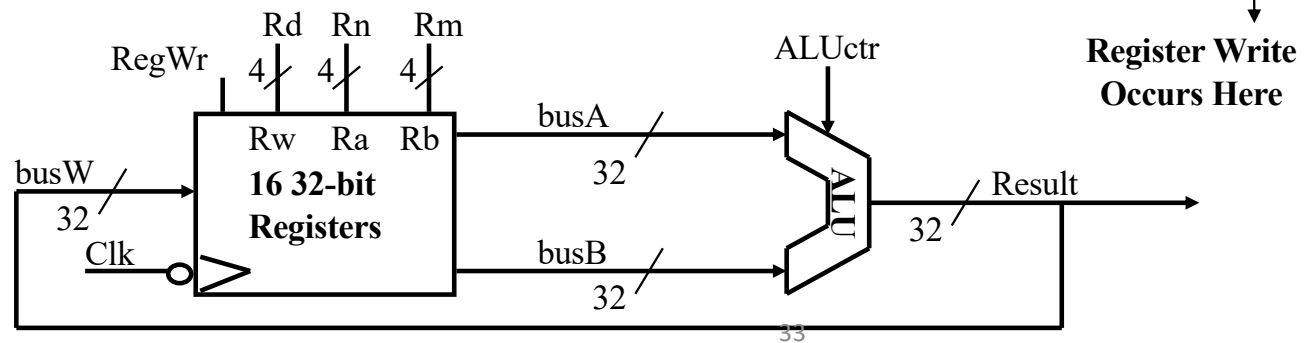 Rd Rn Rm
RegWr
4 4 4
ALUctr
Register Write
Occurs Here
Rw Ra Rb
busA
32
busW
32
16 32-bit
Registers
ALU
Result
32
Clk
busB
32
33